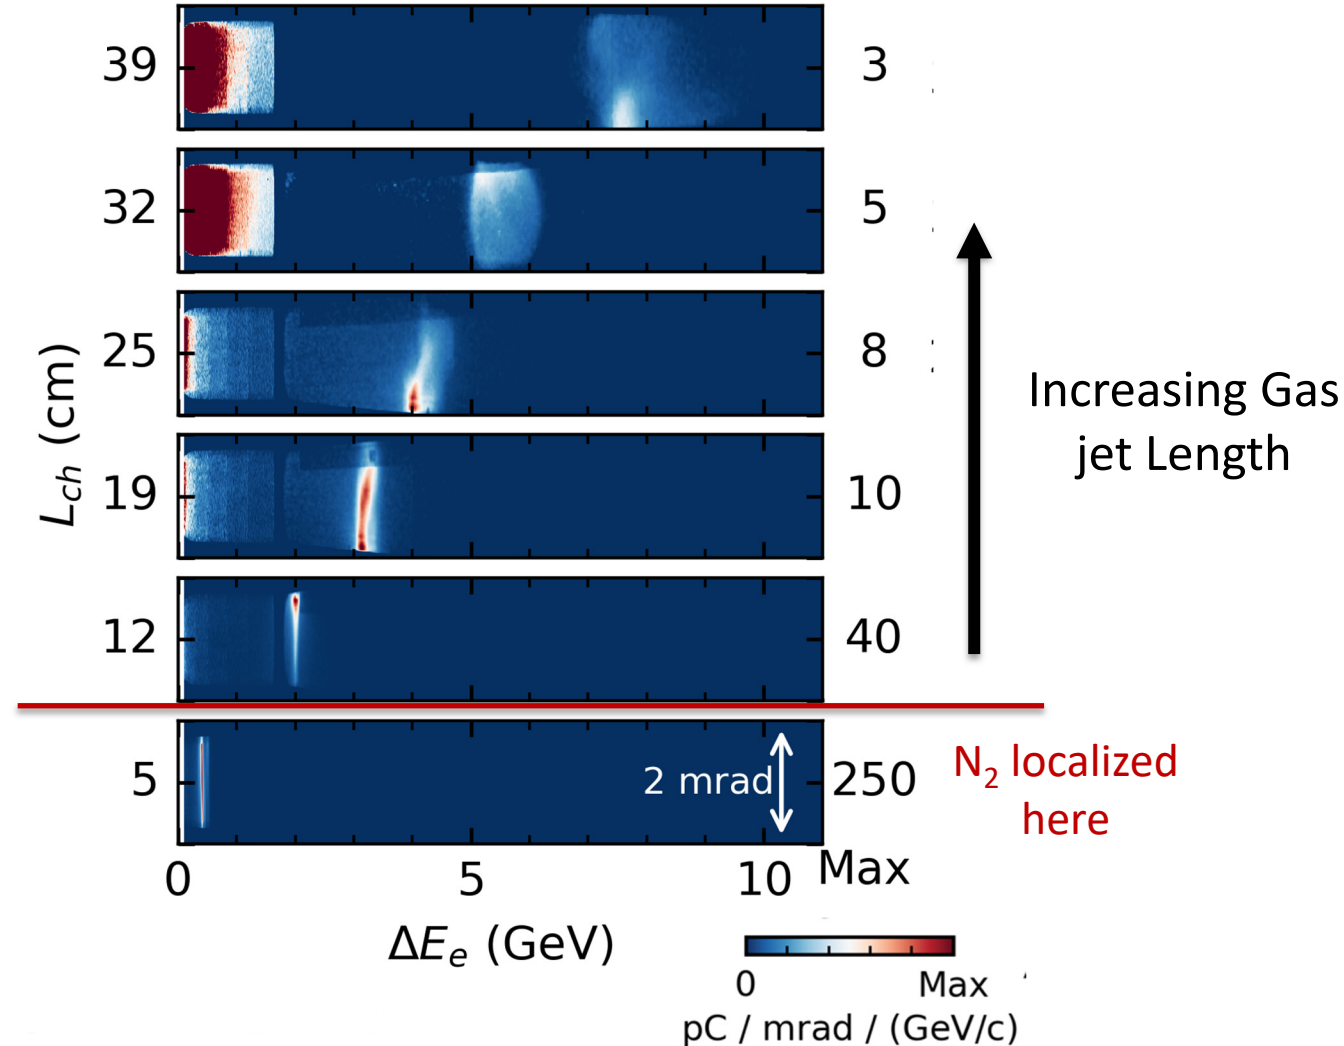 39
3
32
5
25
8
19
10
12
40
5
250
L_ch (cm)
2 mrad
Increasing Gas
jet Length
N₂ localized
here
0
5
10
Max
ΔE_e (GeV)
0
Max
pC / mrad / (GeV/c)